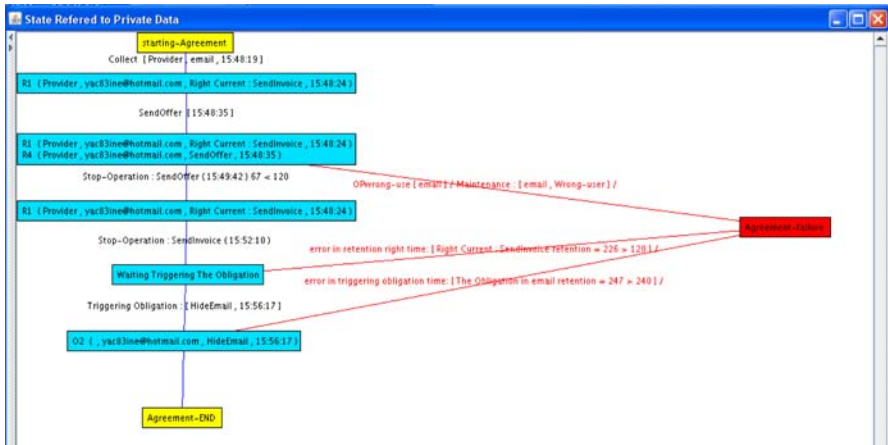 State Refered to Private Data
starting-Agreement
Collect [Provider , email , 15:48:19]
R1 (Provider , yac83ine@hotmail.com , Right Current : SendInvoice , 15:48:24)
SendOffer [15:48:35]
R1 (Provider , yac83ine@hotmail.com , Right Current : SendInvoice , 15:48:24)
R4 (Provider , yac83ine@hotmail.com , SendOffer , 15:48:35)
Stop-Operation : SendOffer (15:49:42) 67 < 120
OPwrong-use [email] / Maintenance : [email , Wrong-user] /
R1 (Provider , yac83ine@hotmail.com , Right Current : SendInvoice , 15:48:24)
Agreement-failure
Stop-Operation : SendInvoice (15:52:10)
error in retention right time: [Right Current : SendInvoice retention = 226 > 120] /
Waiting Triggering The Obligation
error in triggering obligation time: [The Obligation in email retention = 247 > 240] /
Triggering Obligation : [HideEmail , 15:56:17]
O2 ( , yac83ine@hotmail.com , HideEmail , 15:56:17)
Agreement-END